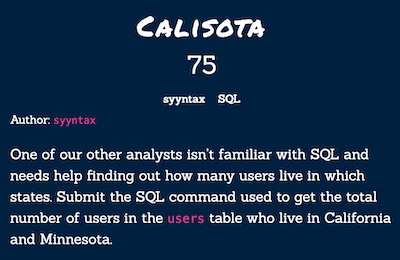 Calisota
75
syyntax SQL
Author: syyntax
One of our other analysts isn't familiar with SQL and
needs help finding out how many users live in which
states. Submit the SQL command used to get the total
number of users in the users table who live in California
and Minnesota.